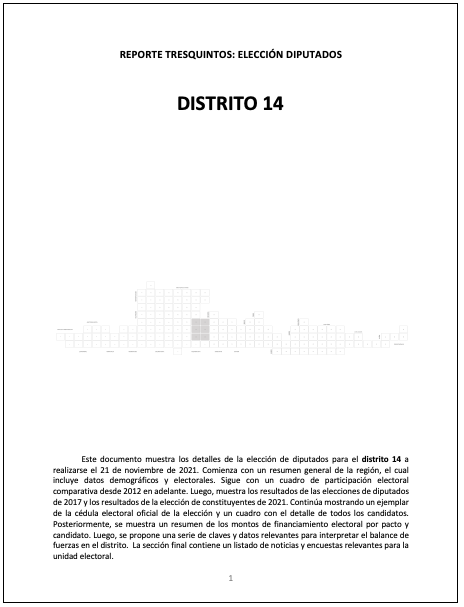 REPORTE TRESQUINTOS: ELECCIÓN DIPUTADOS
DISTRITO 14
Este documento muestra los detalles de la elección de diputados para el distrito 14 a
realizarse el 21 de noviembre de 2021. Comienza con un resumen general de la región, el cual
incluye datos demográficos y electorales. Sigue con un cuadro de participación electoral
comparativa desde 2012 en adelante. Luego, muestra los resultados de las elecciones de diputados
de 2017 y los resultados de la elección de constituyentes de 2021. Continúa mostrando un ejemplar
de la cédula electoral oficial de la elección y un cuadro con el detalle de todos los candidatos.
Posteriormente, se muestra un resumen de los montos de financiamiento electoral por pacto y
candidato. Luego, se propone una serie de claves y datos relevantes para interpretar el balance de
fuerzas en el distrito. La sección final contiene un listado de noticias y encuestas relevantes para la
unidad electoral.
1